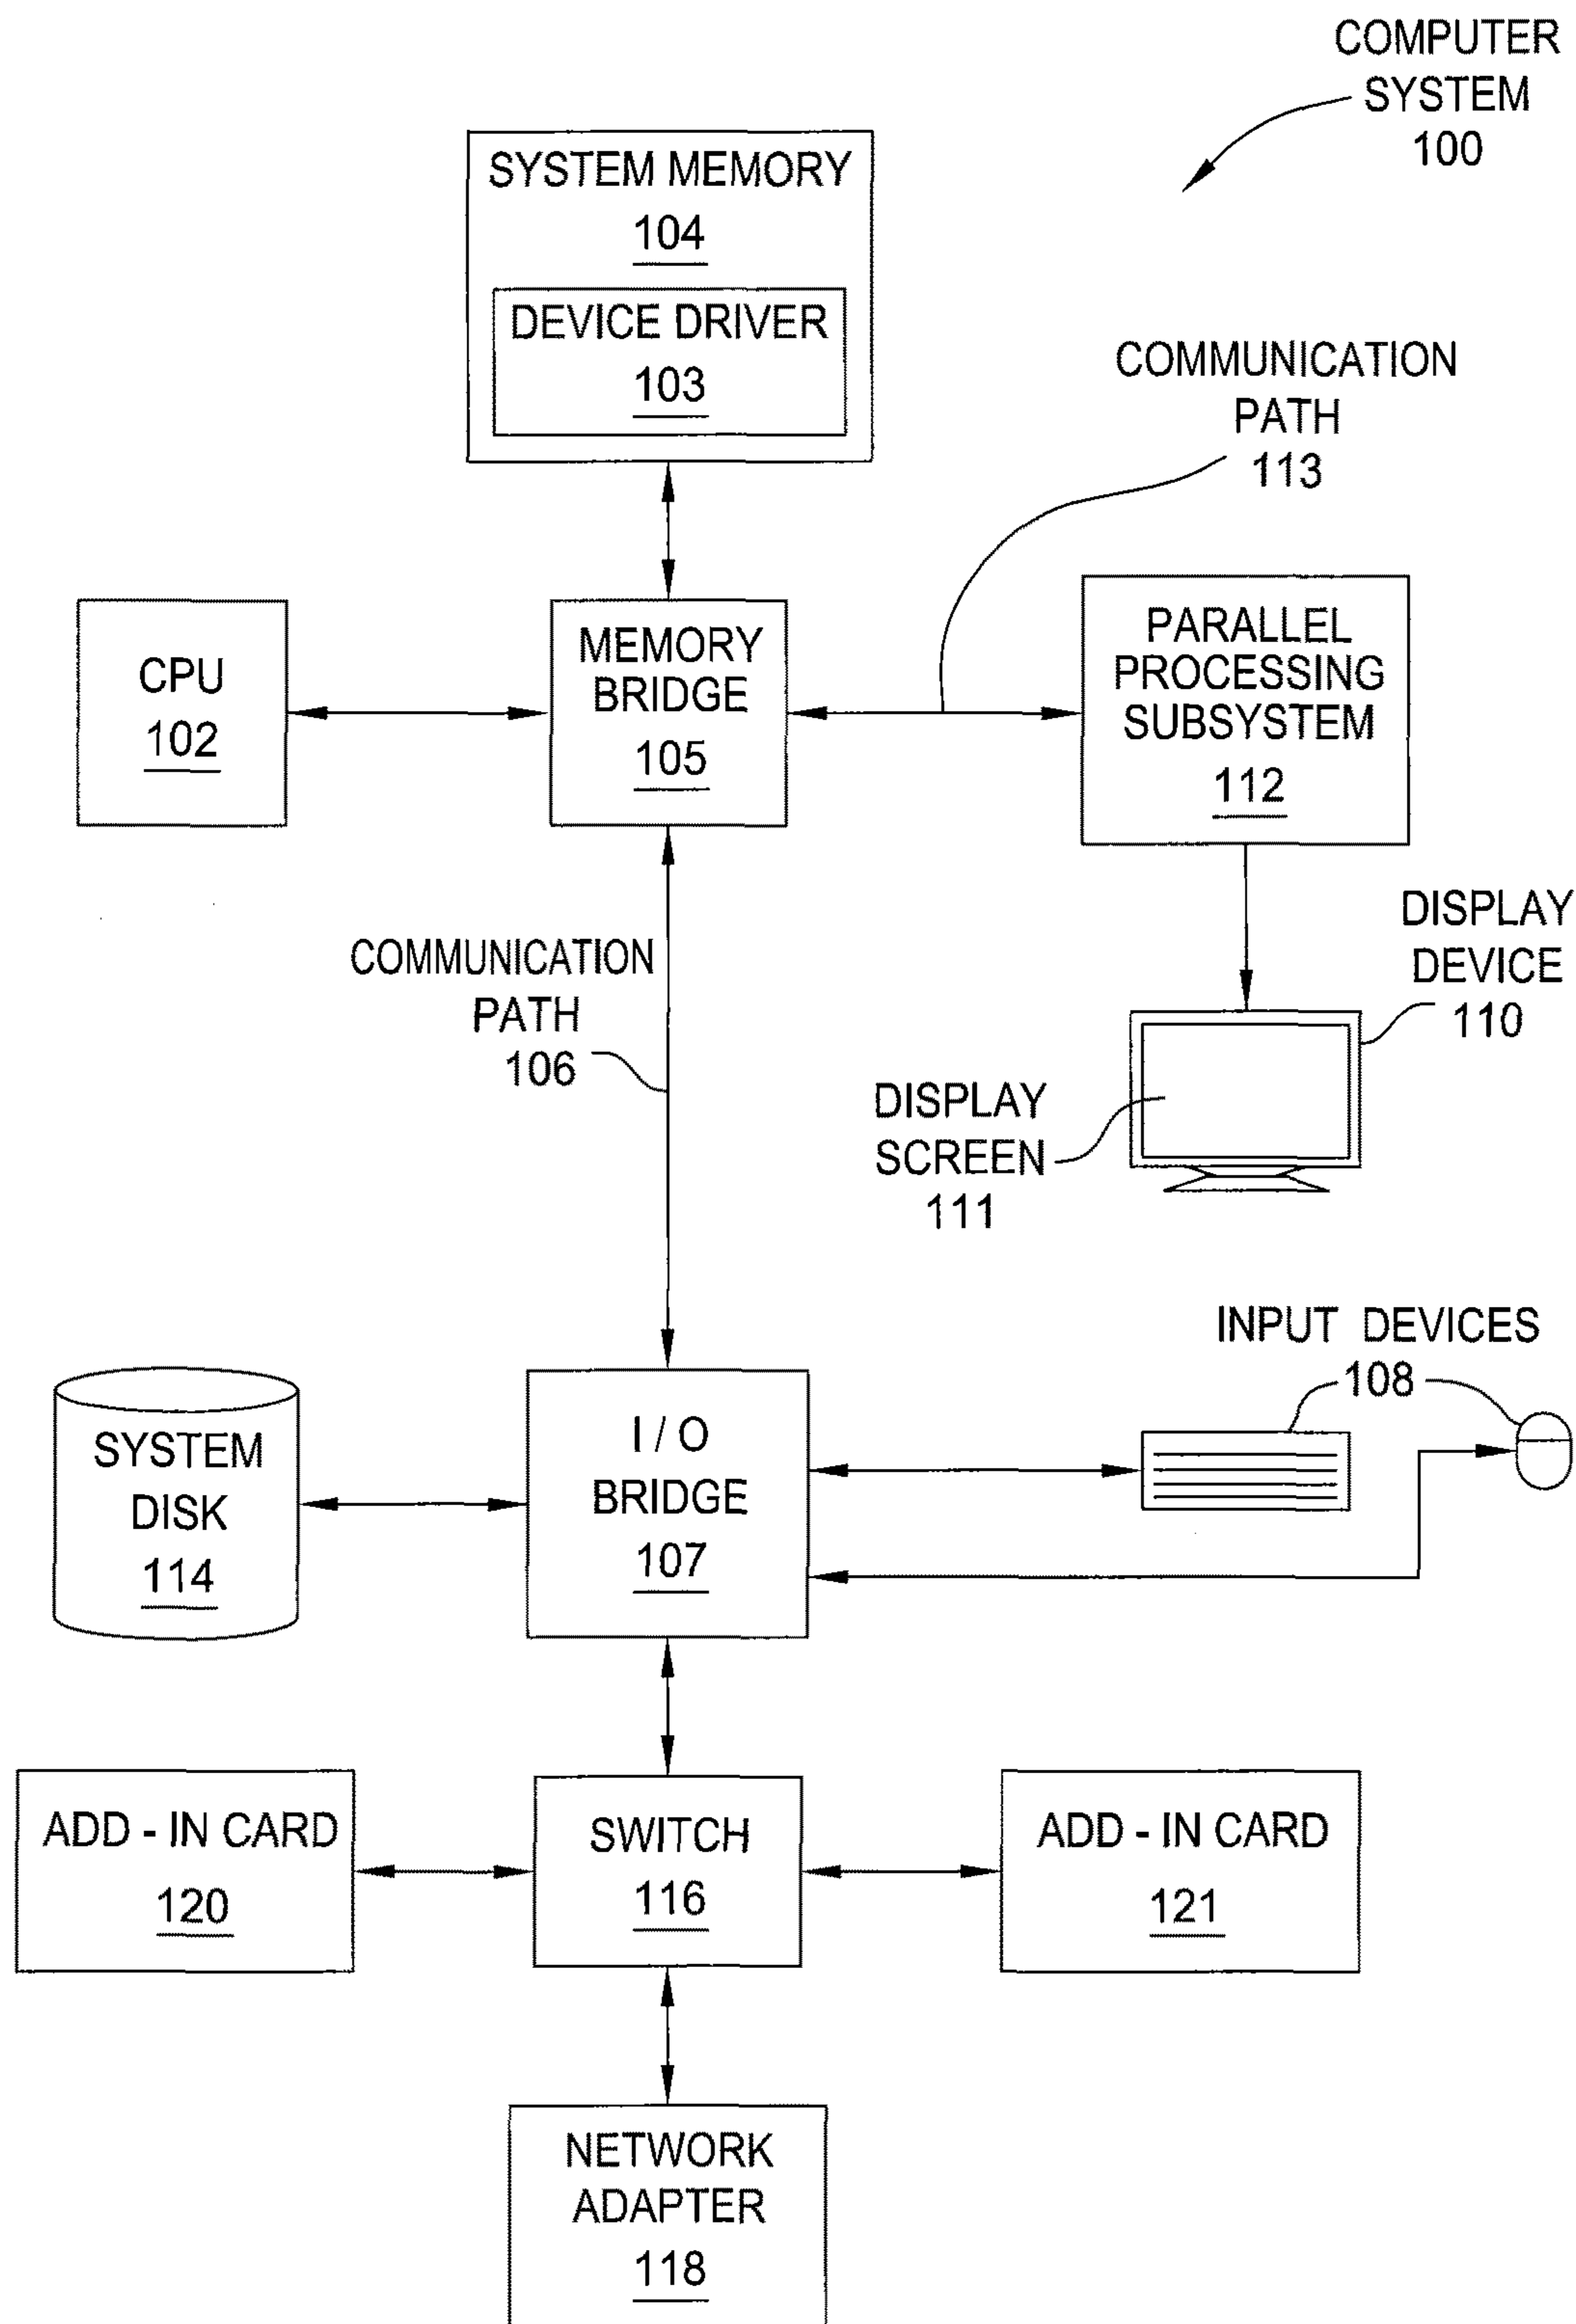 COMPUTER
SYSTEM
100
SYSTEM MEMORY
104
DEVICE DRIVER
103
COMMUNICATION
PATH
113
CPU
102
MEMORY
BRIDGE
105
PARALLEL
PROCESSING
SUBSYSTEM
112
COMMUNICATION
PATH
106
DISPLAY
DEVICE
110
DISPLAY
SCREEN
111
INPUT DEVICES
108
SYSTEM
DISK
114
I / O
BRIDGE
107
ADD - IN CARD
120
SWITCH
116
ADD - IN CARD
121
NETWORK
ADAPTER
118